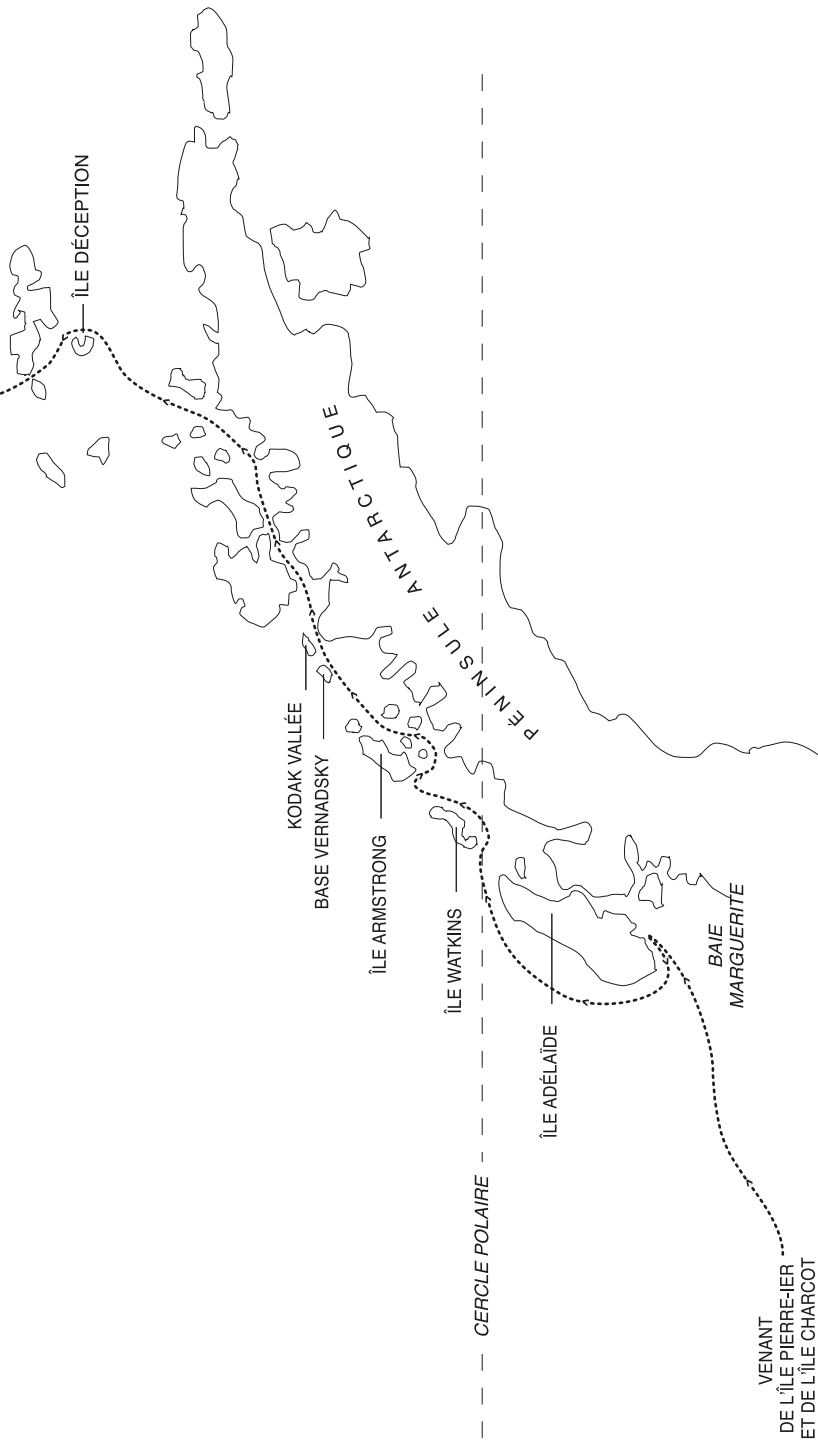 ÎLE DÉCEPTION
PÉNINSULE ANTARCTIQUE
KODAK VALLÉE
BASE VERNADSKY
ÎLE ARMSTRONG
ÎLE WATKINS
CERCLE POLAIRE
ÎLE ADÉLAÏDE
BAIE
MARGUERITE
VENANT
DE L'ÎLE PIERRE-IER
ET DE L'ÎLE CHARCOT